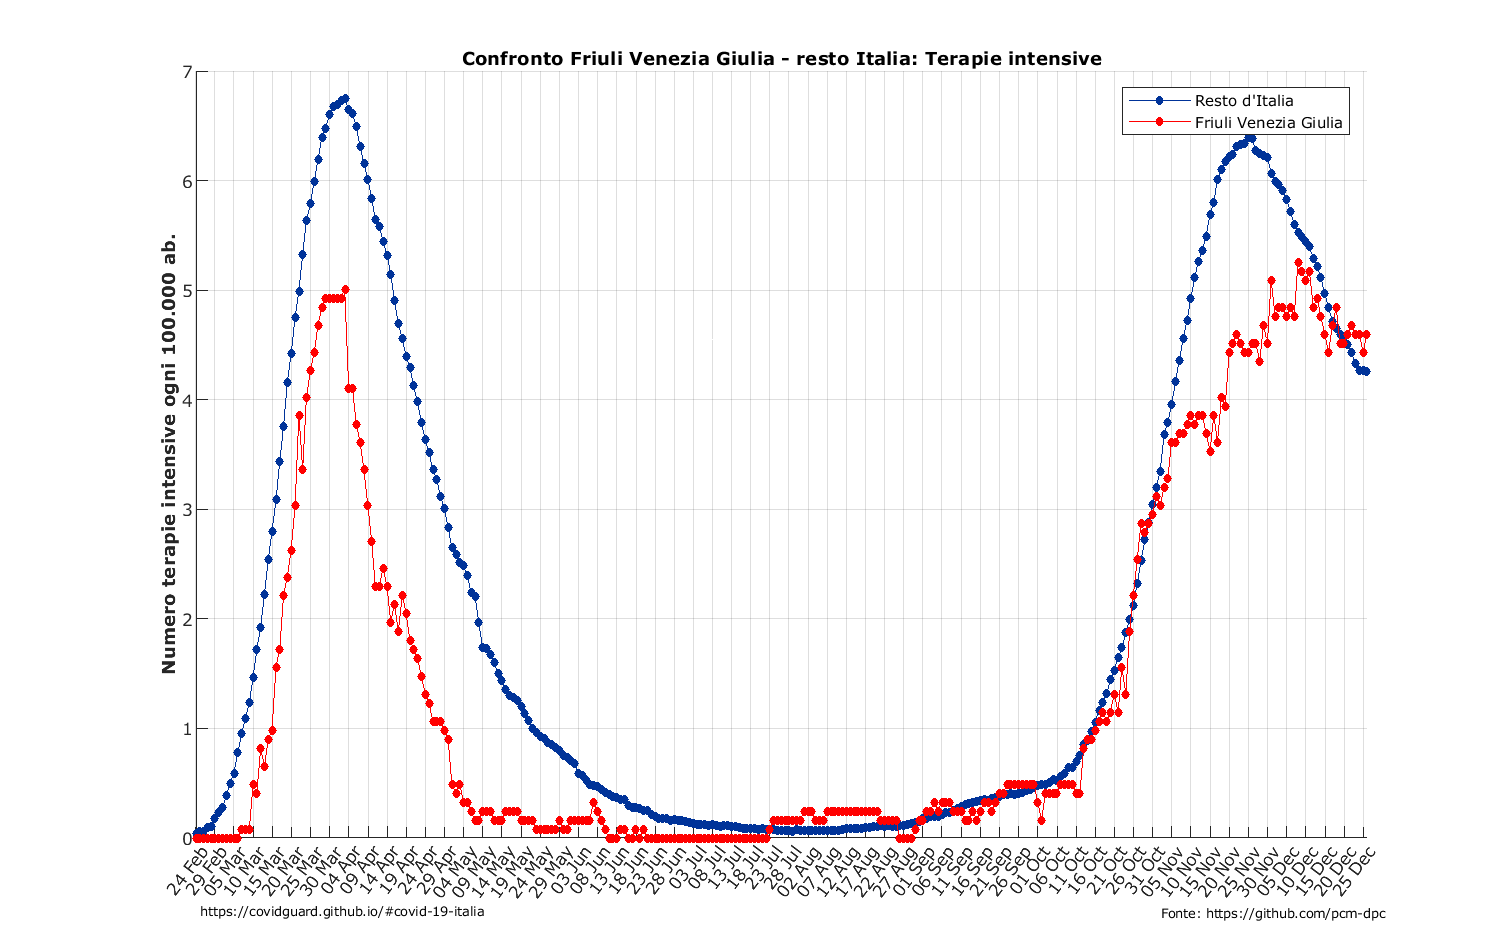 Confronto Friuli Venezia Giulia - resto Italia: Terapie intensive
Resto d'Italia
Friuli Venezia Giulia
Numero terapie intensive ogni 100.000 ab.
7
6
5
4
3
2
1
0
24 Feb
29 Feb
05 Mar
10 Mar
15 Mar
20 Mar
25 Mar
30 Mar
04 Apr
09 Apr
14 Apr
19 Apr
24 Apr
29 Apr
04 May
09 May
14 May
19 May
24 May
29 May
03 Jun
08 Jun
13 Jun
18 Jun
23 Jun
28 Jun
03 Jul
08 Jul
13 Jul
18 Jul
23 Jul
28 Jul
02 Aug
07 Aug
12 Aug
17 Aug
22 Aug
27 Aug
01 Sep
06 Sep
11 Sep
16 Sep
21 Sep
26 Sep
01 Oct
06 Oct
11 Oct
16 Oct
21 Oct
26 Oct
31 Oct
05 Nov
10 Nov
15 Nov
20 Nov
25 Nov
30 Nov
05 Dec
10 Dec
15 Dec
20 Dec
25 Dec
https://covidguard.github.io/#covid-19-italia
Fonte: https://github.com/pcm-dpc